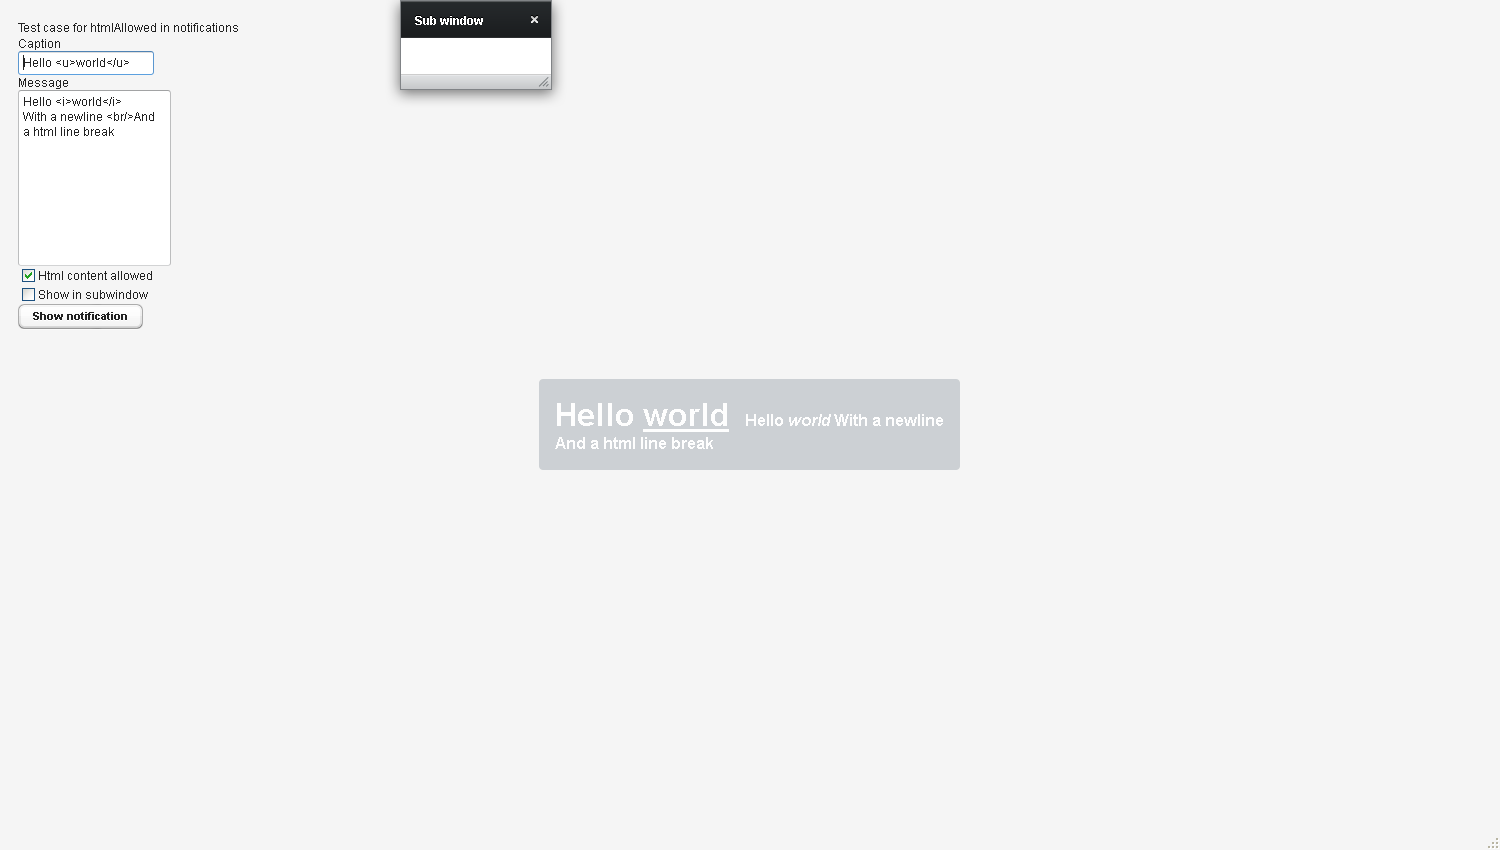 Test case for htmlAllowed in notifications
Caption
Hello <u>world</u>
Message
Hello <i>world</i>
With a newline <br/>And
a html line break
Html content allowed
Show in subwindow
Show notification
Sub window
Hello world Hello world With a newline
And a html line break